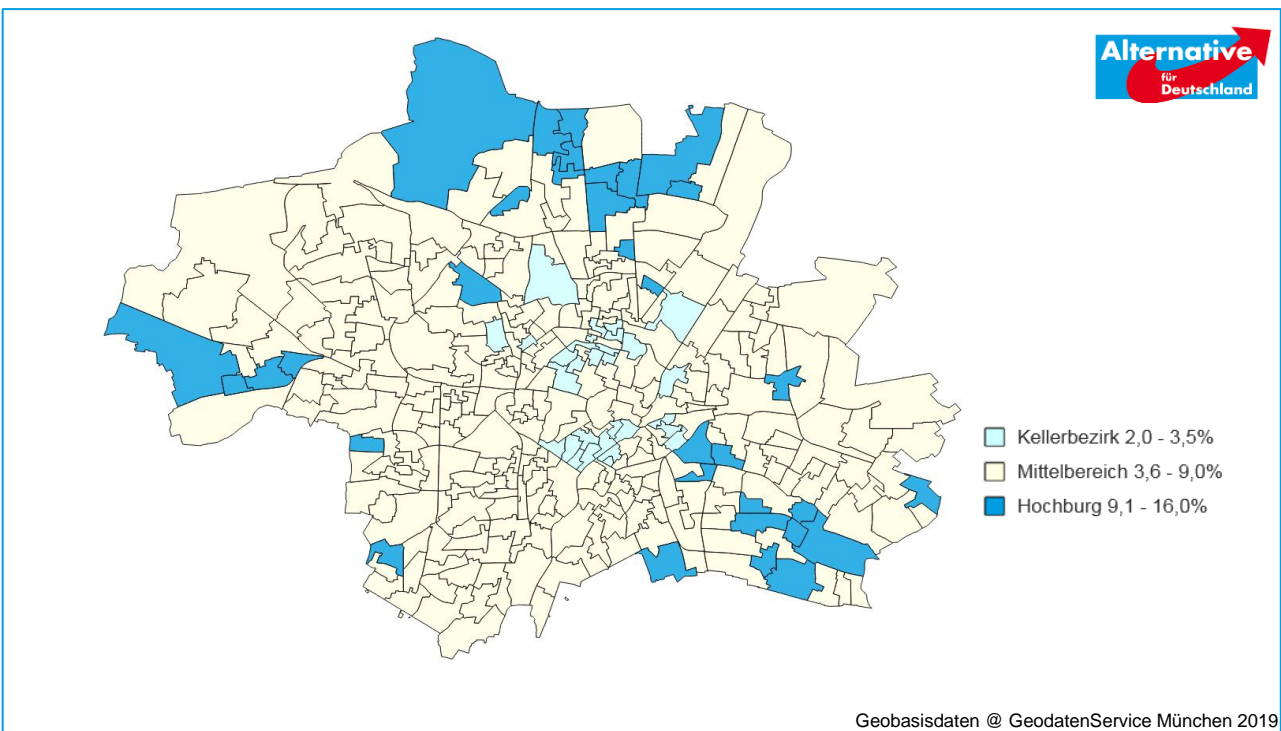 Alternative
für
Deutschland
Kellerbezirk 2,0 - 3,5%
Mittelbereich 3,6 - 9,0%
Hochburg 9,1 - 16,0%
Geobasisdaten @ GeodatenService München 2019